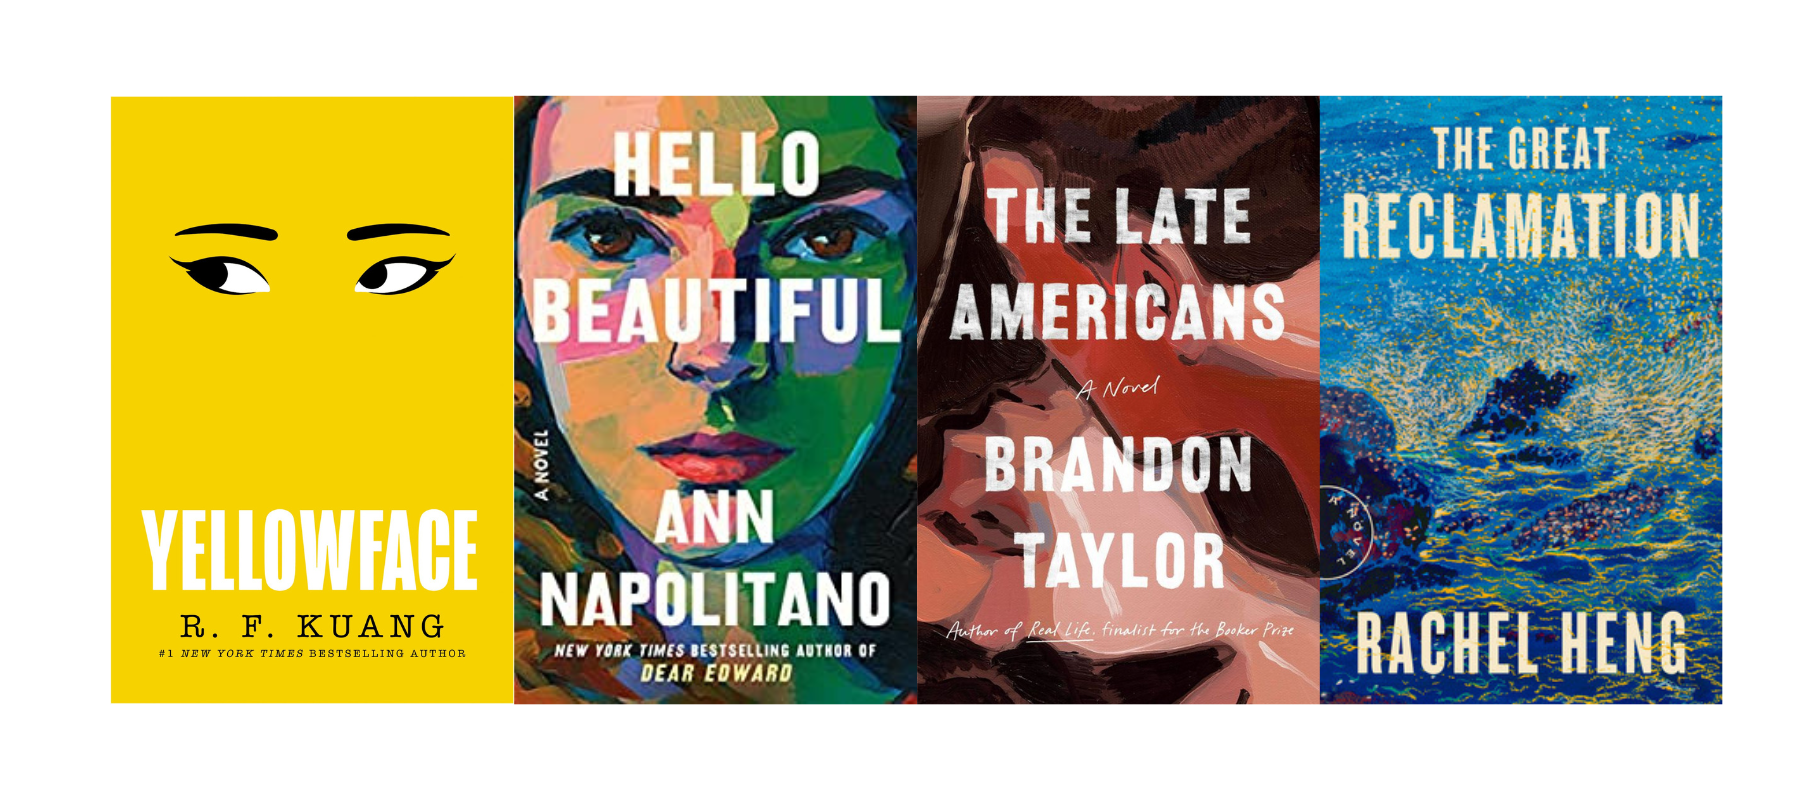 YELLOWFACE
R. F. KUANG
#1 NEW YORK TIMES BESTSELLING AUTHOR
HELLO
BEAUTIFUL
A NOVEL
ANN
NAPOLITANO
NEW YORK TIMES BESTSELLING AUTHOR OF
DEAR EDWARD
THE LATE
AMERICANS
A Novel
BRANDON
TAYLOR
Author of Real Life, finalist for the Booker Prize
THE GREAT
RECLAMATION
NOVEL
RACHEL HENG